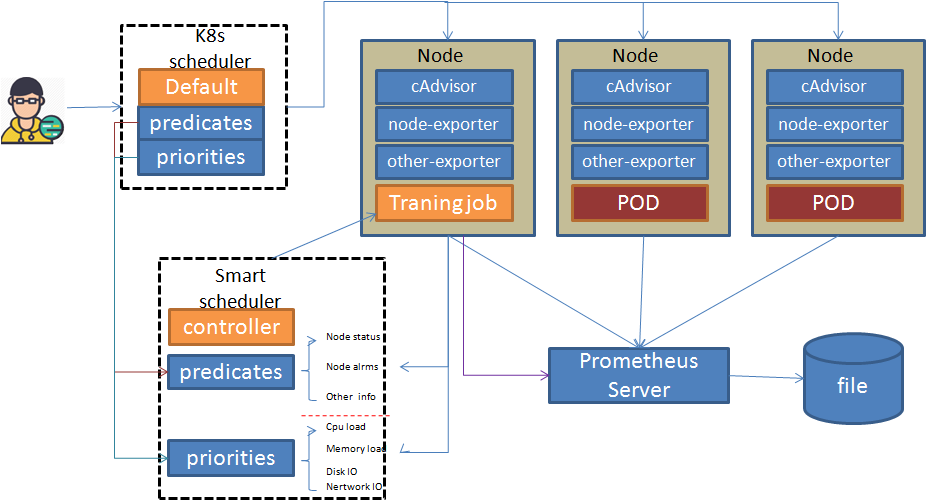 K8s
scheduler
Default
predicates
priorities
Node
cAdvisor
node-exporter
other-exporter
Traning job
Node
cAdvisor
node-exporter
other-exporter
POD
Node
cAdvisor
node-exporter
other-exporter
POD
Smart
scheduler
controller
predicates
Node status
Node alrms
Other info
priorities
Cpu load
Memory load
Disk IO
Nertwork IO
Prometheus
Server
file